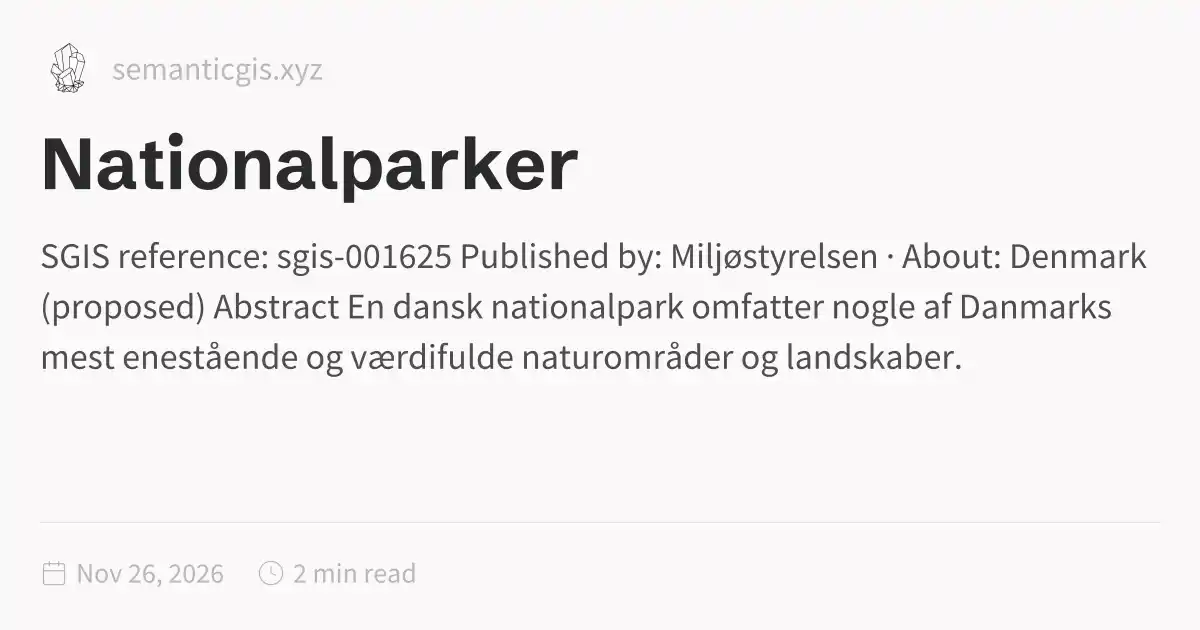 semanticgis.xyz
Nationalparker
SGIS reference: sgis-001625 Published by: Miljøstyrelsen · About: Denmark
(proposed) Abstract En dansk nationalpark omfatter nogle af Danmarks
mest enestående og værdifulde naturområder og landskaber.
Nov 26, 2026 2 min read